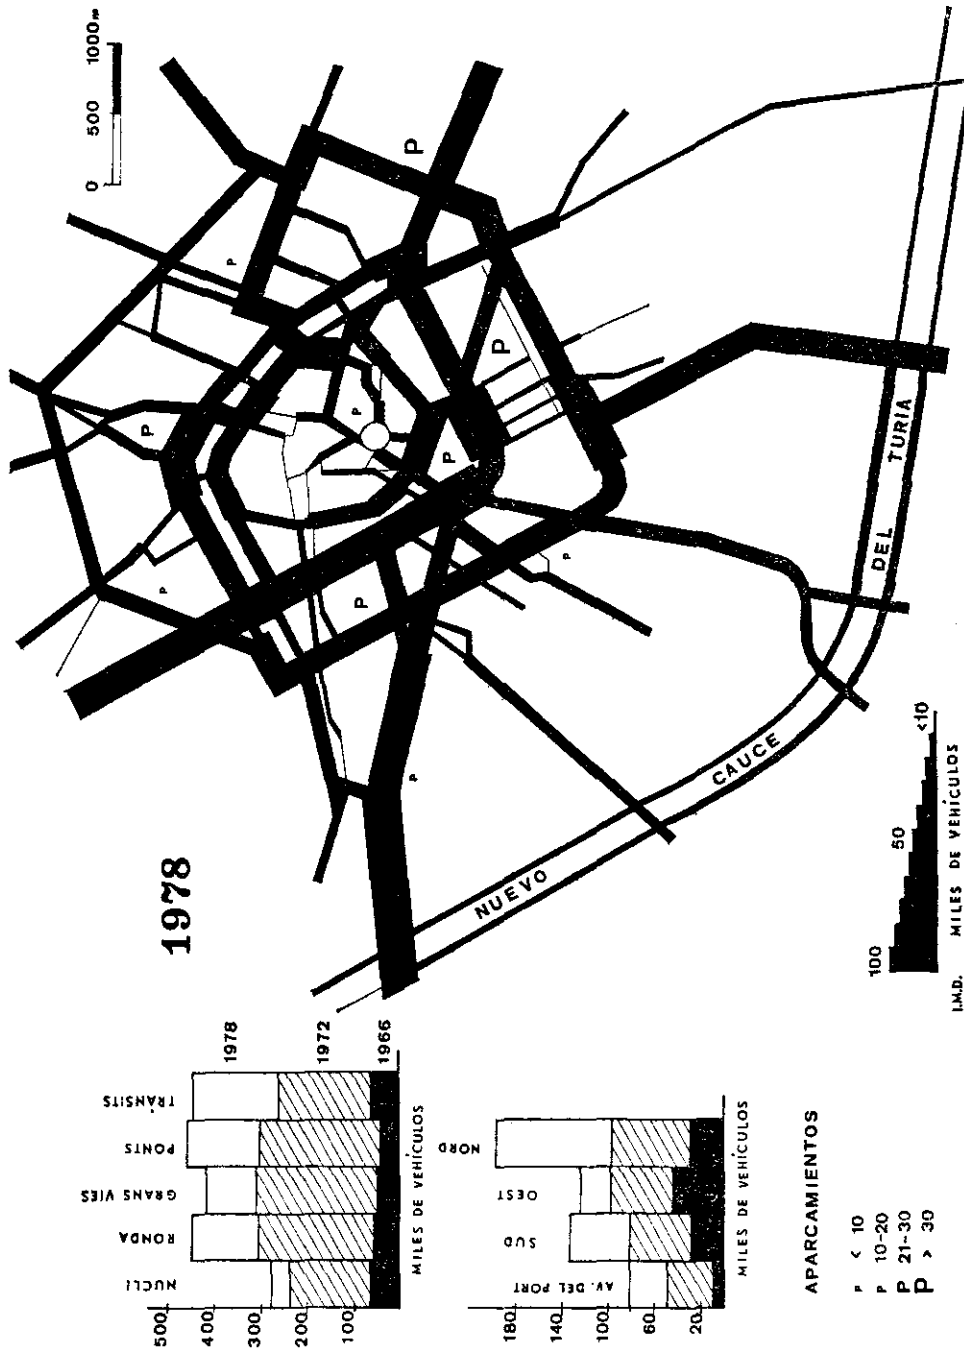 1978
0 500 1000 m
P
P
P
P
P
P
P
P
P
P
P
NUEVO CAUCE DEL TURIA
100 50 <10
I.M.D. MILES DE VEHÍCULOS
500
400
300
200
100
NUCLI
RONDA
GRANS VIES
PONTS
TRÀNSITS
1978
1972
1966
MILES DE VEHÍCULOS
180
140
100
60
20
AV. DEL PORT
SUD
OEST
NORD
MILES DE VEHÍCULOS
APARCAMIENTOS
P < 10
P 10-20
P 21-30
P > 30